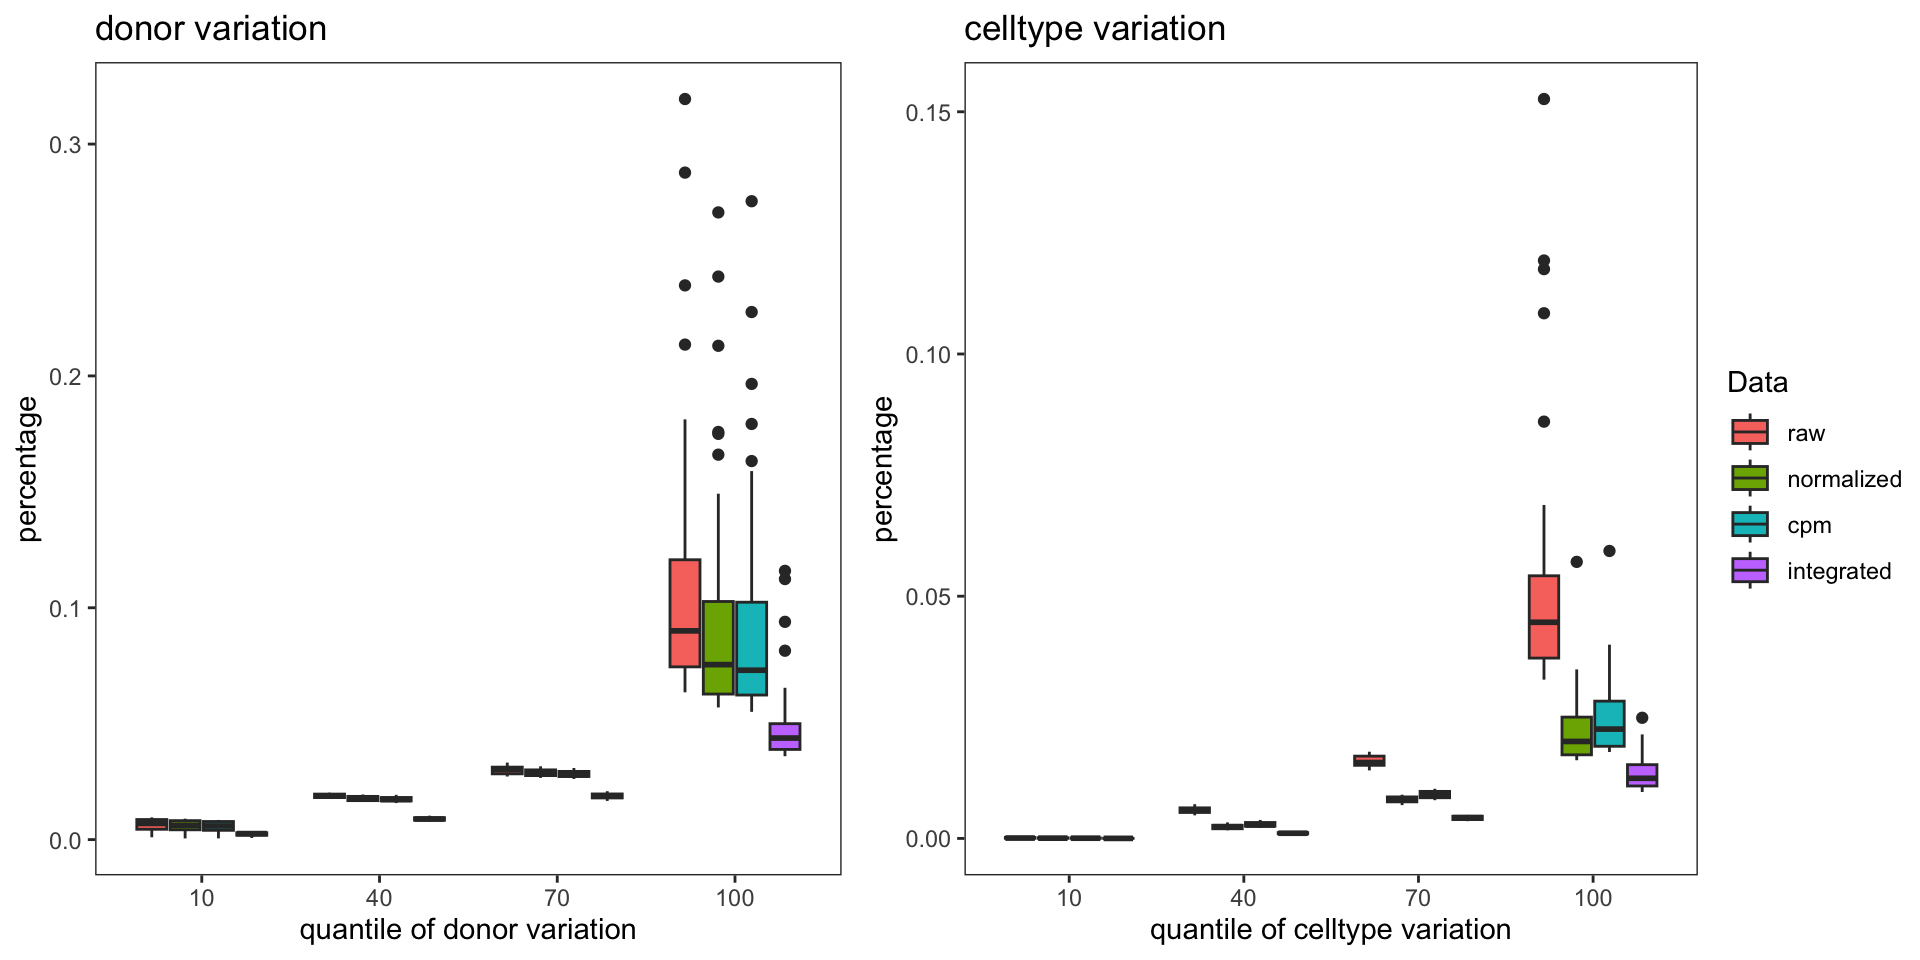 donor variation
percentage
0.3
0.2
0.1
0.0
10
40
70
100
quantile of donor variation
celltype variation
percentage
0.15
0.10
0.05
0.00
10
40
70
100
quantile of celltype variation
Data
raw
normalized
cpm
integrated